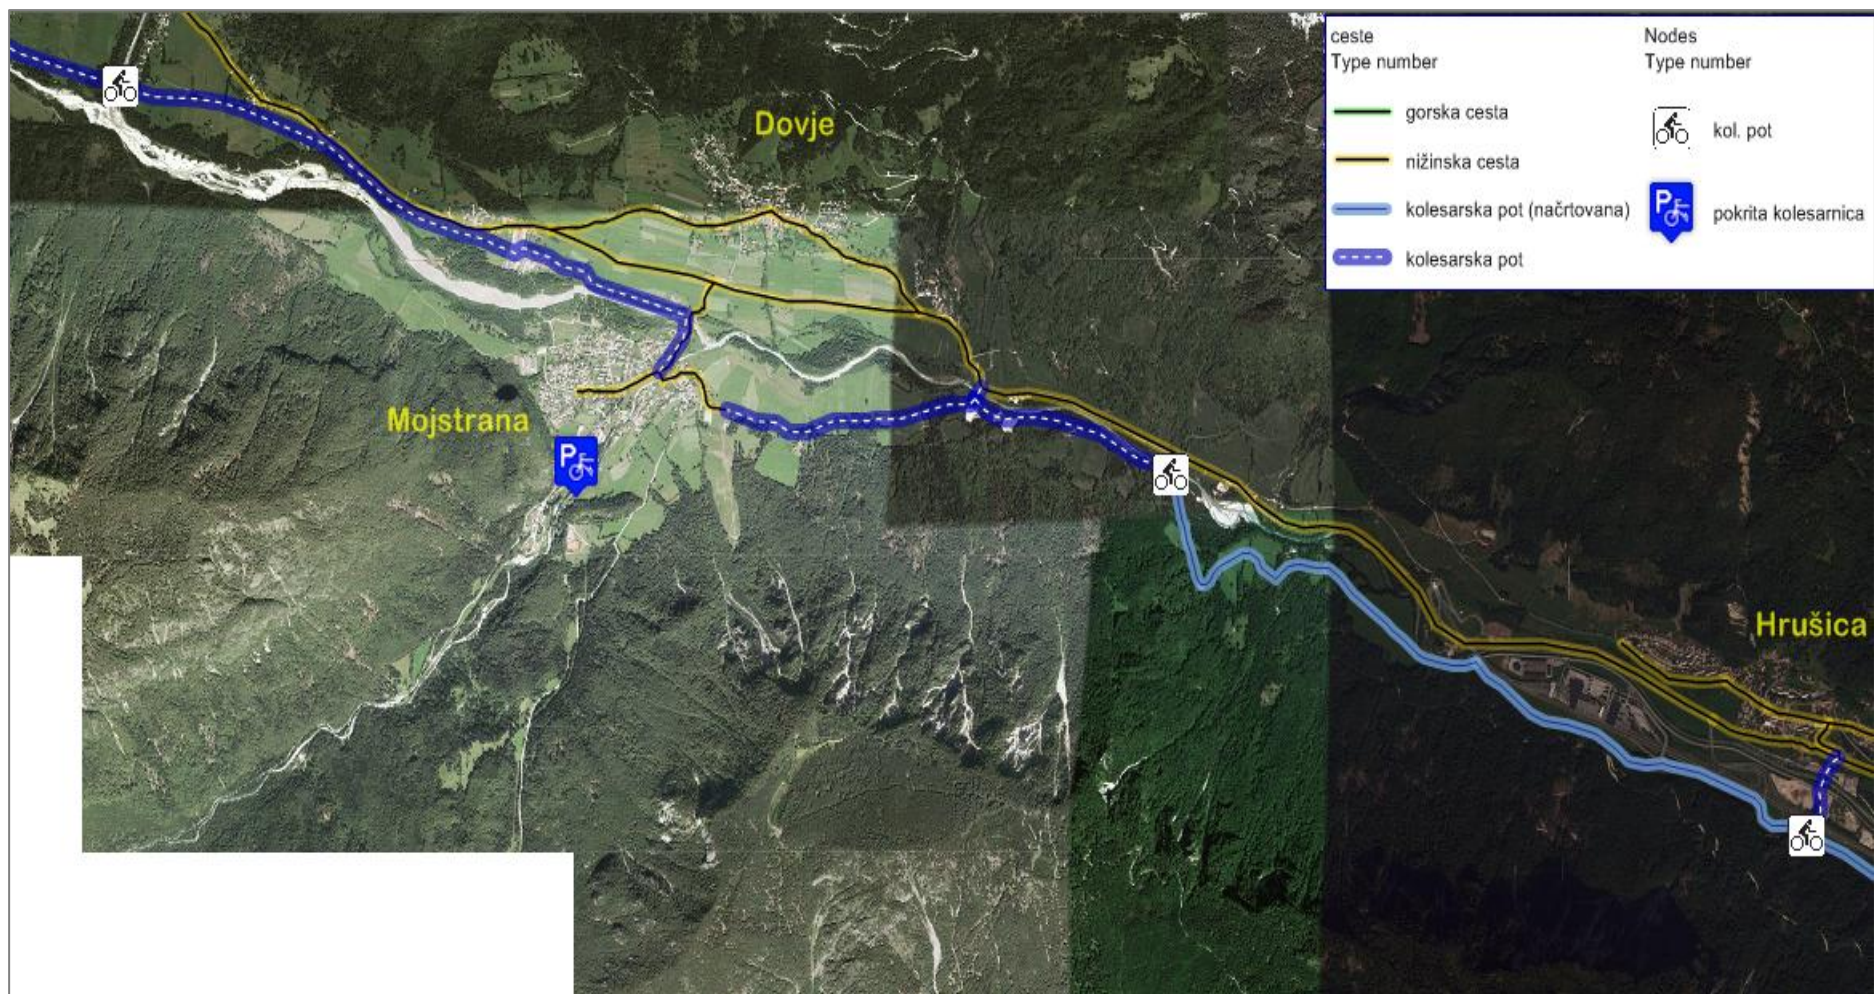 ceste
Type number
gorska cesta
nižinska cesta
kolesarska pot (načrtovana)
kolesarska pot
Nodes
Type number
kol. pot
P
pokrita kolesarnica
Dovje
Mojstrana
P
Hrušica